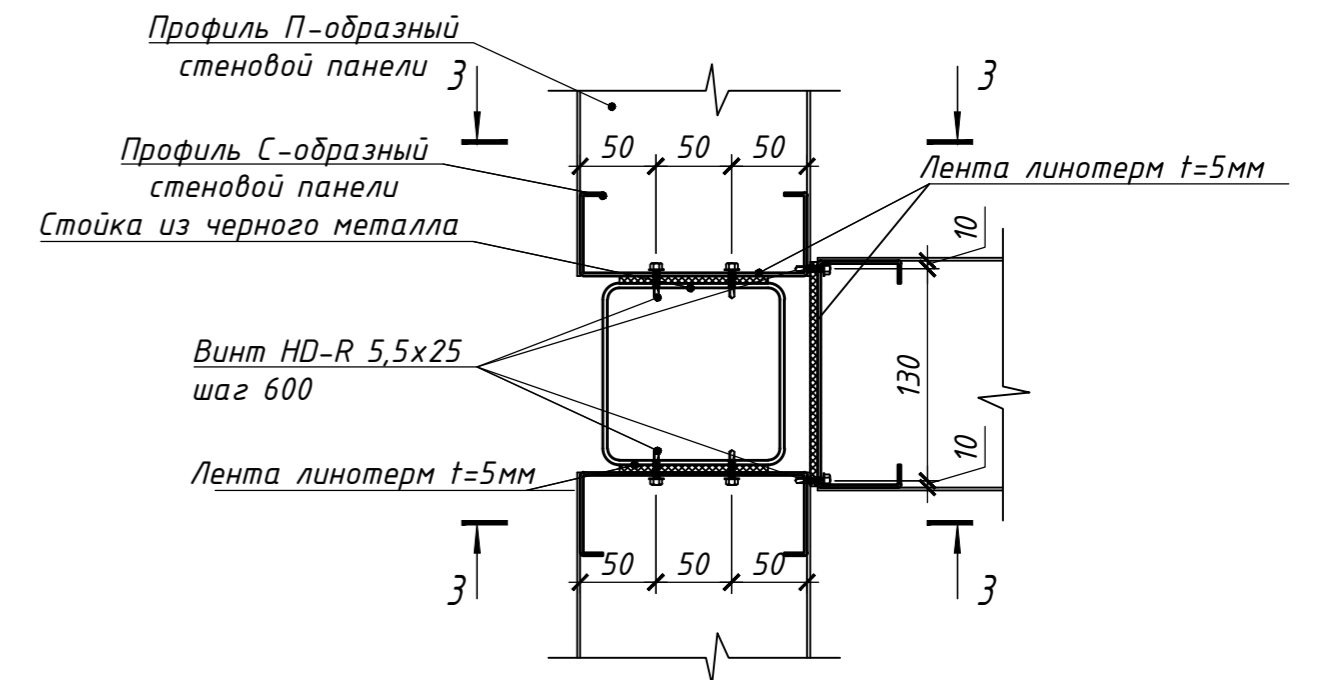 Профиль П-образный
стеновой панели
3
3
50 50 50
Профиль С-образный
стеновой панели
Лента линотерм t=5мм
Стойка из черного металла
10
130
10
Винт HD-R 5,5x25
шаг 600
Лента линотерм t=5мм
50 50 50
3
3